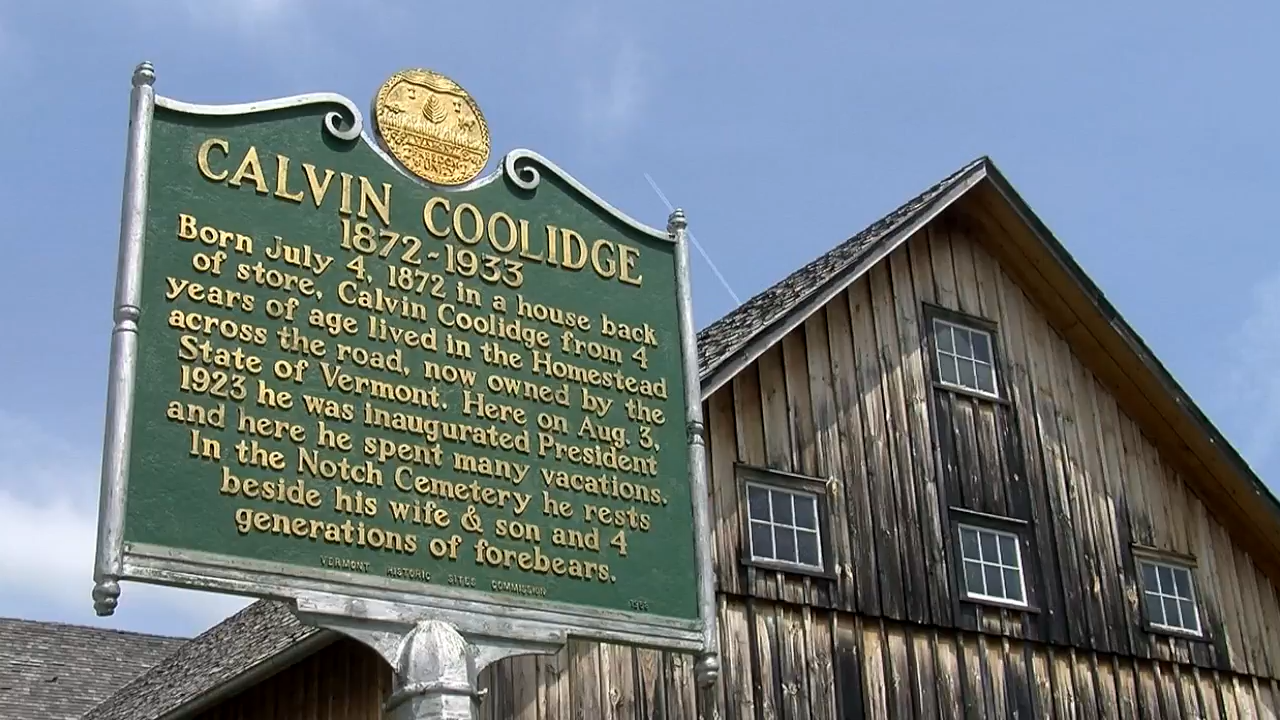 CALVIN COOLIDGE
1872-1933
Born July 4, 1872 in a house back
of store, Calvin Coolidge from 4
years of age lived in the Homestead
across the road, now owned by the
State of Vermont. Here on Aug. 3,
1923 he was inaugurated President
and here he spent many vacations.
In the Notch Cemetery he rests
beside his wife & son and 4
generations of forebears.
VERMONT HISTORIC SITES COMMISSION